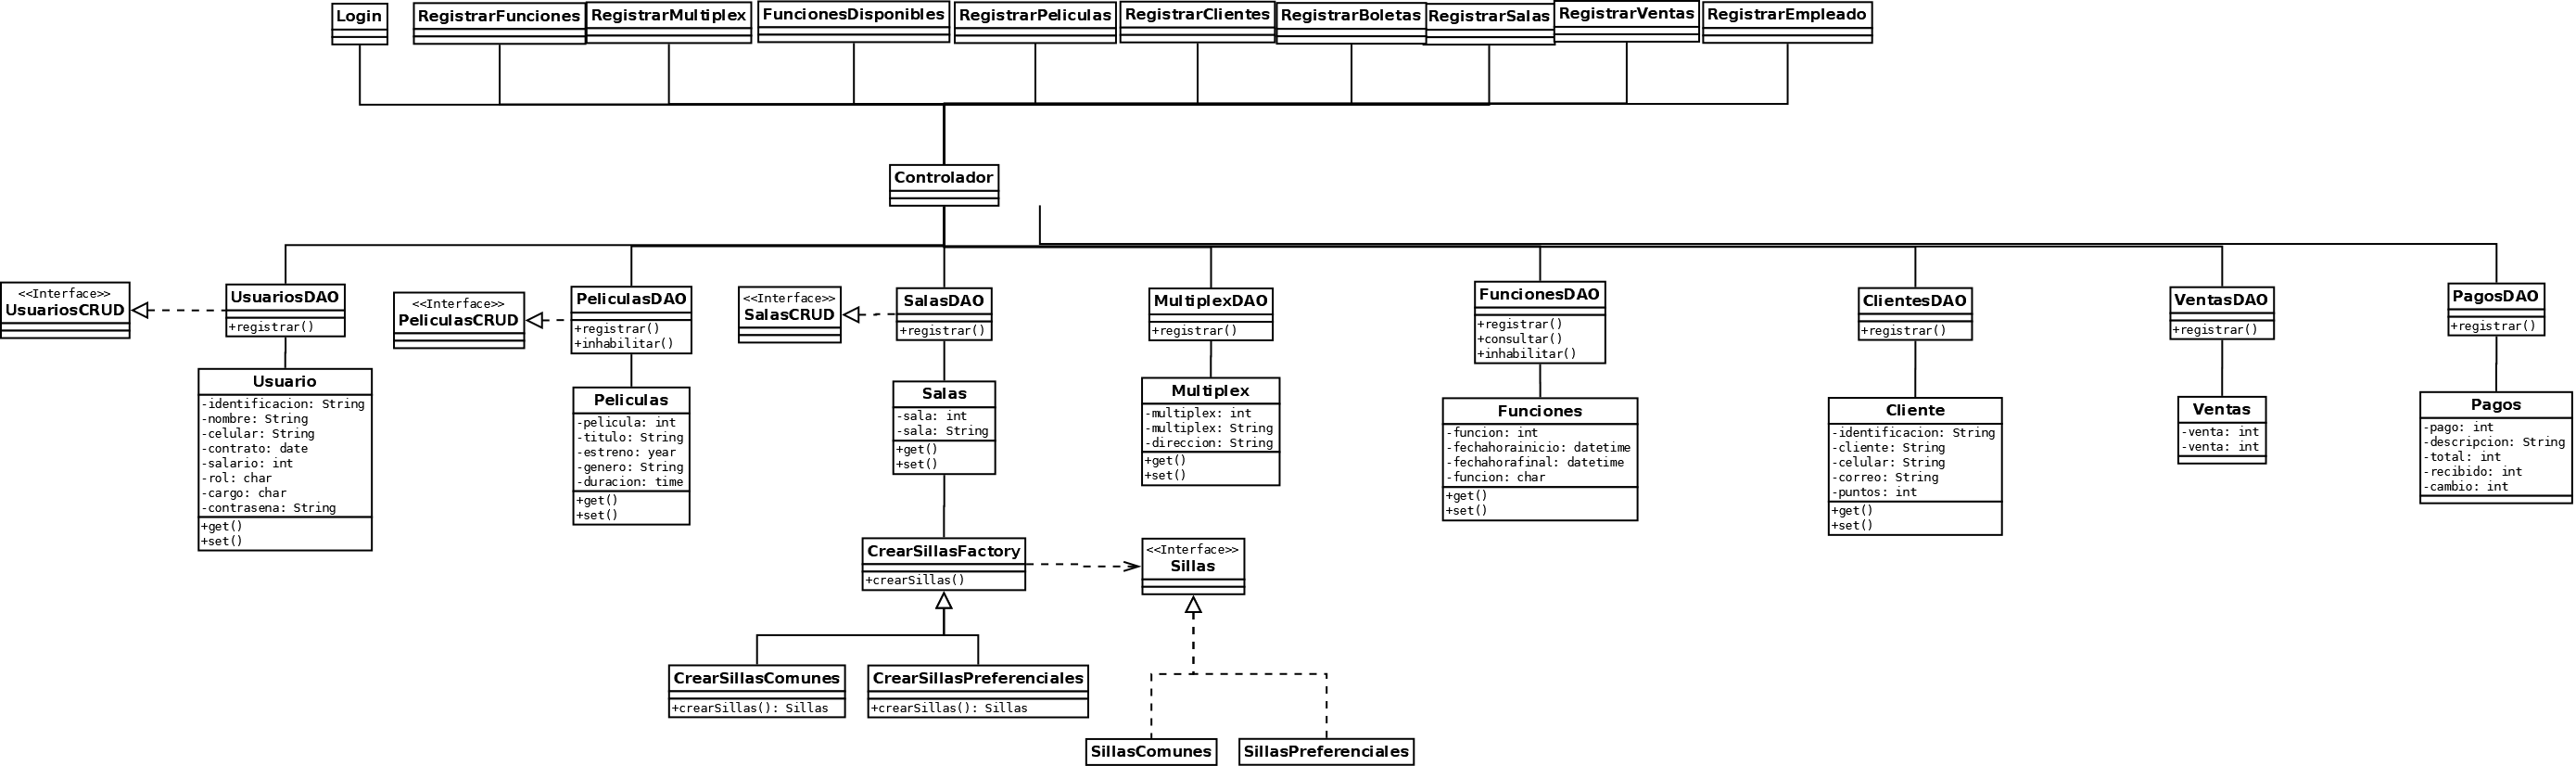 Login
RegistrarFunciones
RegistrarMultiplex
FuncionesDisponibles
RegistrarPeliculas
RegistrarClientes
RegistrarBoletas
RegistrarSalas
RegistrarVentas
RegistrarEmpleado
Controlador
<<Interface>>
UsuariosCRUD
UsuariosDAO
+registrar()
<<Interface>>
PeliculasCRUD
PeliculasDAO
+registrar()
+inhabilitar()
<<Interface>>
SalasCRUD
SalasDAO
+registrar()
MultiplexDAO
+registrar()
FuncionesDAO
+registrar()
+consultar()
+inhabilitar()
ClientesDAO
+registrar()
VentasDAO
+registrar()
PagosDAO
+registrar()
Usuario
-identificacion: String
-nombre: String
-celular: String
-contrato: date
-salario: int
-rol: char
-cargo: char
-contrasena: String
+get()
+set()
Peliculas
-pelicula: int
-titulo: String
-estreno: year
-genero: String
-duracion: time
+get()
+set()
Salas
-sala: int
-sala: String
+get()
+set()
Multiplex
-multiplex: int
-multiplex: String
-direccion: String
+get()
+set()
Funciones
-funcion: int
-fechahorainicio: datetime
-fechahorafinal: datetime
-funcion: char
+get()
+set()
Cliente
-identificacion: String
-cliente: String
-celular: String
-correo: String
-puntos: int
+get()
+set()
Ventas
-venta: int
-venta: int
Pagos
-pago: int
-descripcion: String
-total: int
-recibido: int
-cambio: int
CrearSillasFactory
+crearSillas()
<<Interface>>
Sillas
CrearSillasComunes
+crearSillas(): Sillas
CrearSillasPreferenciales
+crearSillas(): Sillas
SillasComunes
SillasPreferenciales